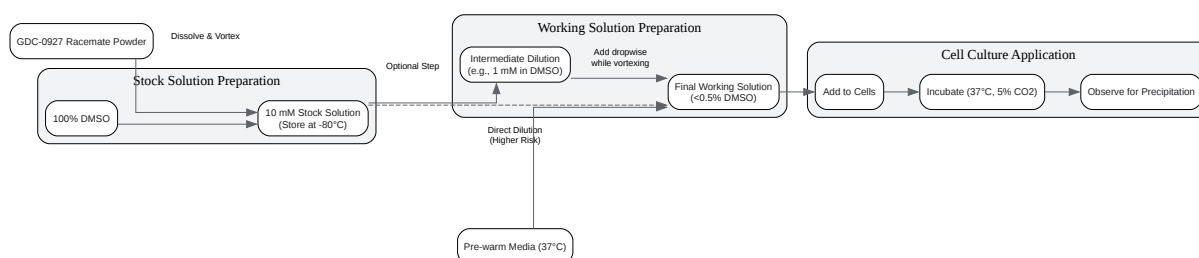 GDC-0927 Racemate Powder
Dissolve & Vortex
Stock Solution Preparation
100% DMSO
10 mM Stock Solution
(Store at -80°C)
Optional Step
Working Solution Preparation
Intermediate Dilution
(e.g., 1 mM in DMSO)
Add dropwise
while vortexing
Final Working Solution
(<0.5% DMSO)
Direct Dilution
(Higher Risk)
Pre-warm Media (37°C)
Cell Culture Application
Add to Cells
Incubate (37°C, 5% CO2)
Observe for Precipitation